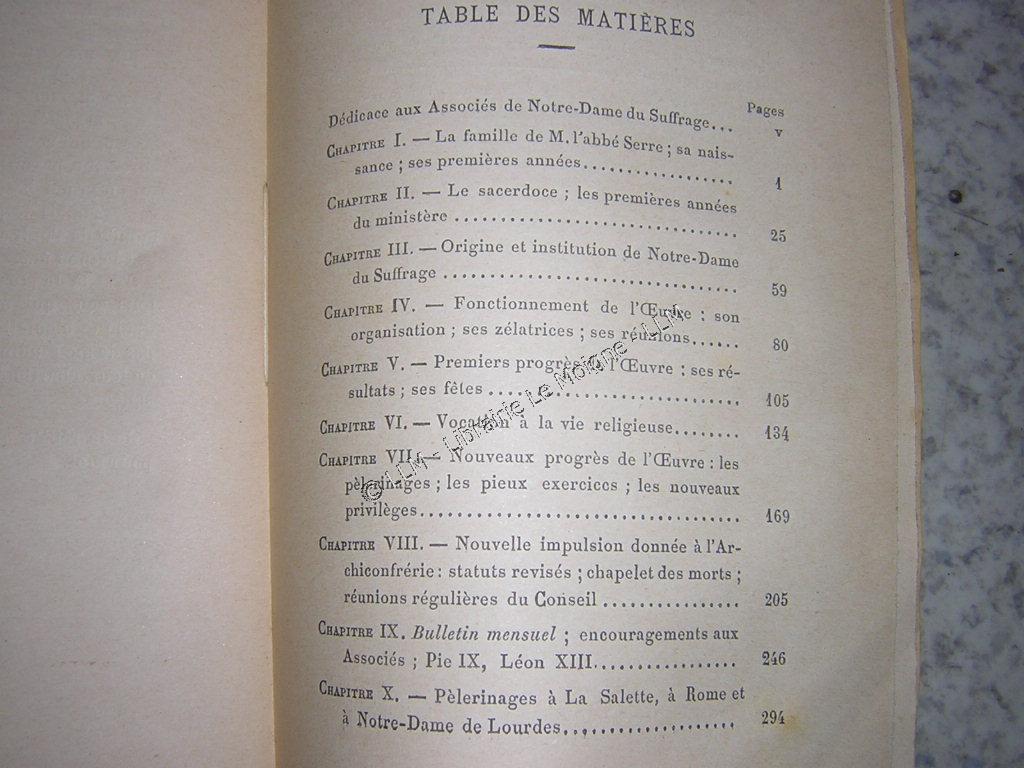 TABLE DES MATIÈRES
Pages
Dédicace aux Associés de Notre-Dame du Suffrage... v
Chapitre I. — La famille de M. l'abbé Serre ; sa nais-
sance ; ses premières années.................. 1
Chapitre II. — Le sacerdoce ; les premières années
du ministère ................................ 25
Chapitre III. — Origine et institution de Notre-Dame
du Suffrage ................................. 59
Chapitre IV. — Fonctionnement de l'Œuvre : son
organisation ; ses zélatrices ; ses réunions...... 80
Chapitre V. — Premiers progrès de l'Œuvre : ses ré-
sultats ; ses fêtes ............................ 105
Chapitre VI. — Vocation à la vie religieuse........ 134
Chapitre VII. — Nouveaux progrès de l'Œuvre : les
pèlerinages ; les pieux exercices ; les nouveaux
privilèges................................... 169
Chapitre VIII. — Nouvelle impulsion donnée à l'Ar-
chiconfrérie : statuts revisés ; chapelet des morts ;
réunions régulières du Conseil ................ 205
Chapitre IX. Bulletin mensuel ; encouragements aux
Associés ; Pie IX, Léon XIII.................. 246
Chapitre X. — Pèlerinages à La Salette, à Rome et
à Notre-Dame de Lourdes..................... 294
© LLM - Librairie Le Moigne - LLM